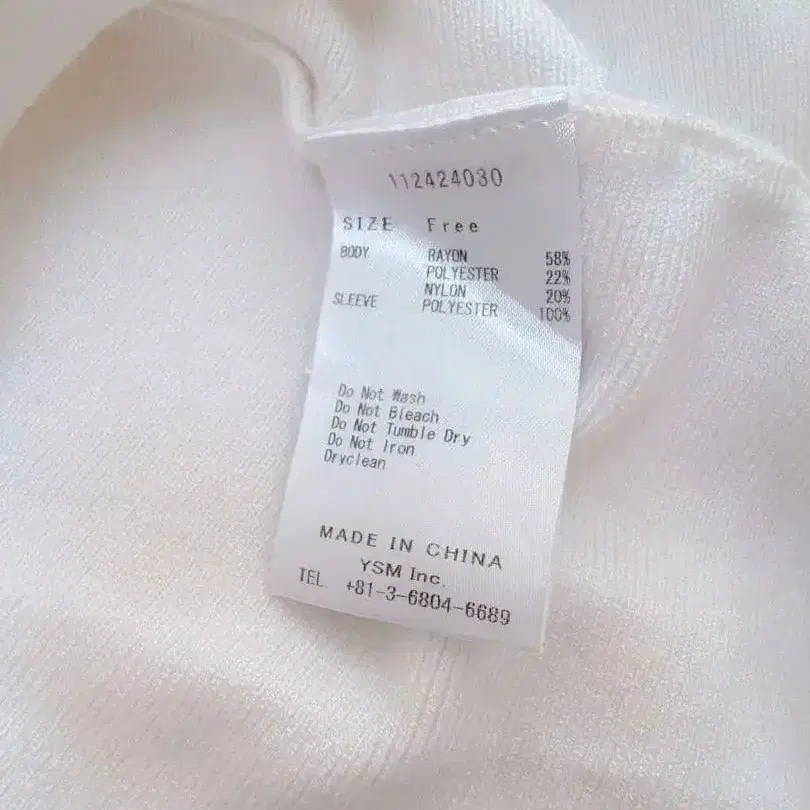 112424030
SIZE Free
BODY RAYON 58%
POLYESTER 22%
NYLON 20%
SLEEVE POLYESTER 100%
Do Not Wash
Do Not Bleach
Do Not Tumble Dry
Do Not Iron
Dryclean
MADE IN CHINA
YSM Inc.
TEL +81-3-6804-6689